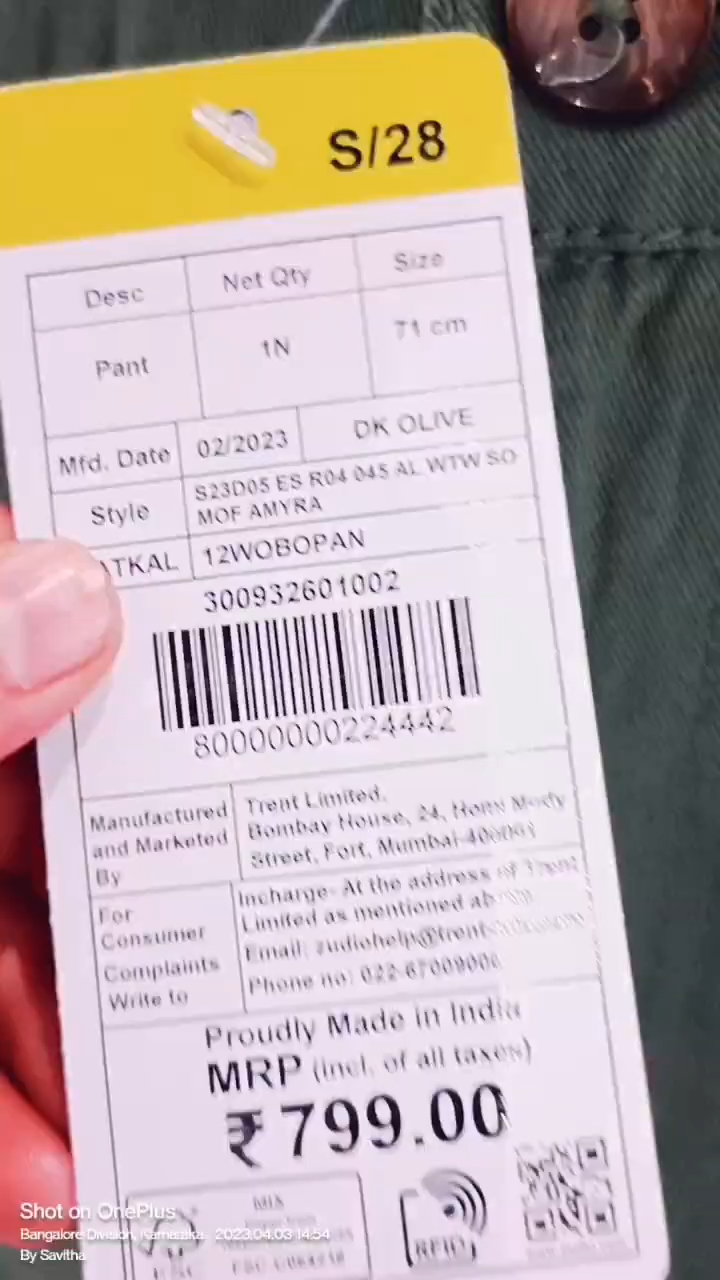 S/28
Desc Net Qty Size
Pant 1N 71 cm
Mfd. Date 02/2023 DK OLIVE
Style S23D05 ES R04 045 AL WTW SO
MOF AMYRA
TKAL 12WOBOPAN
300932601002
80000000224442
Manufactured
and Marketed
By
Trent Limited.
Bombay House, 24, Homi Mody
Street, Fort, Mumbai-400001
For
Consumer
Complaints
Write to
Incharge- At the address of Trent
Limited as mentioned
Email:
Phone no:
Proudly Made in India
MRP (incl. of all taxes)
₹799.00
MIX
RFID
Shot on OnePlus
Bangalore Division, Karnataka 2023.04.03 14:54
By Savitha